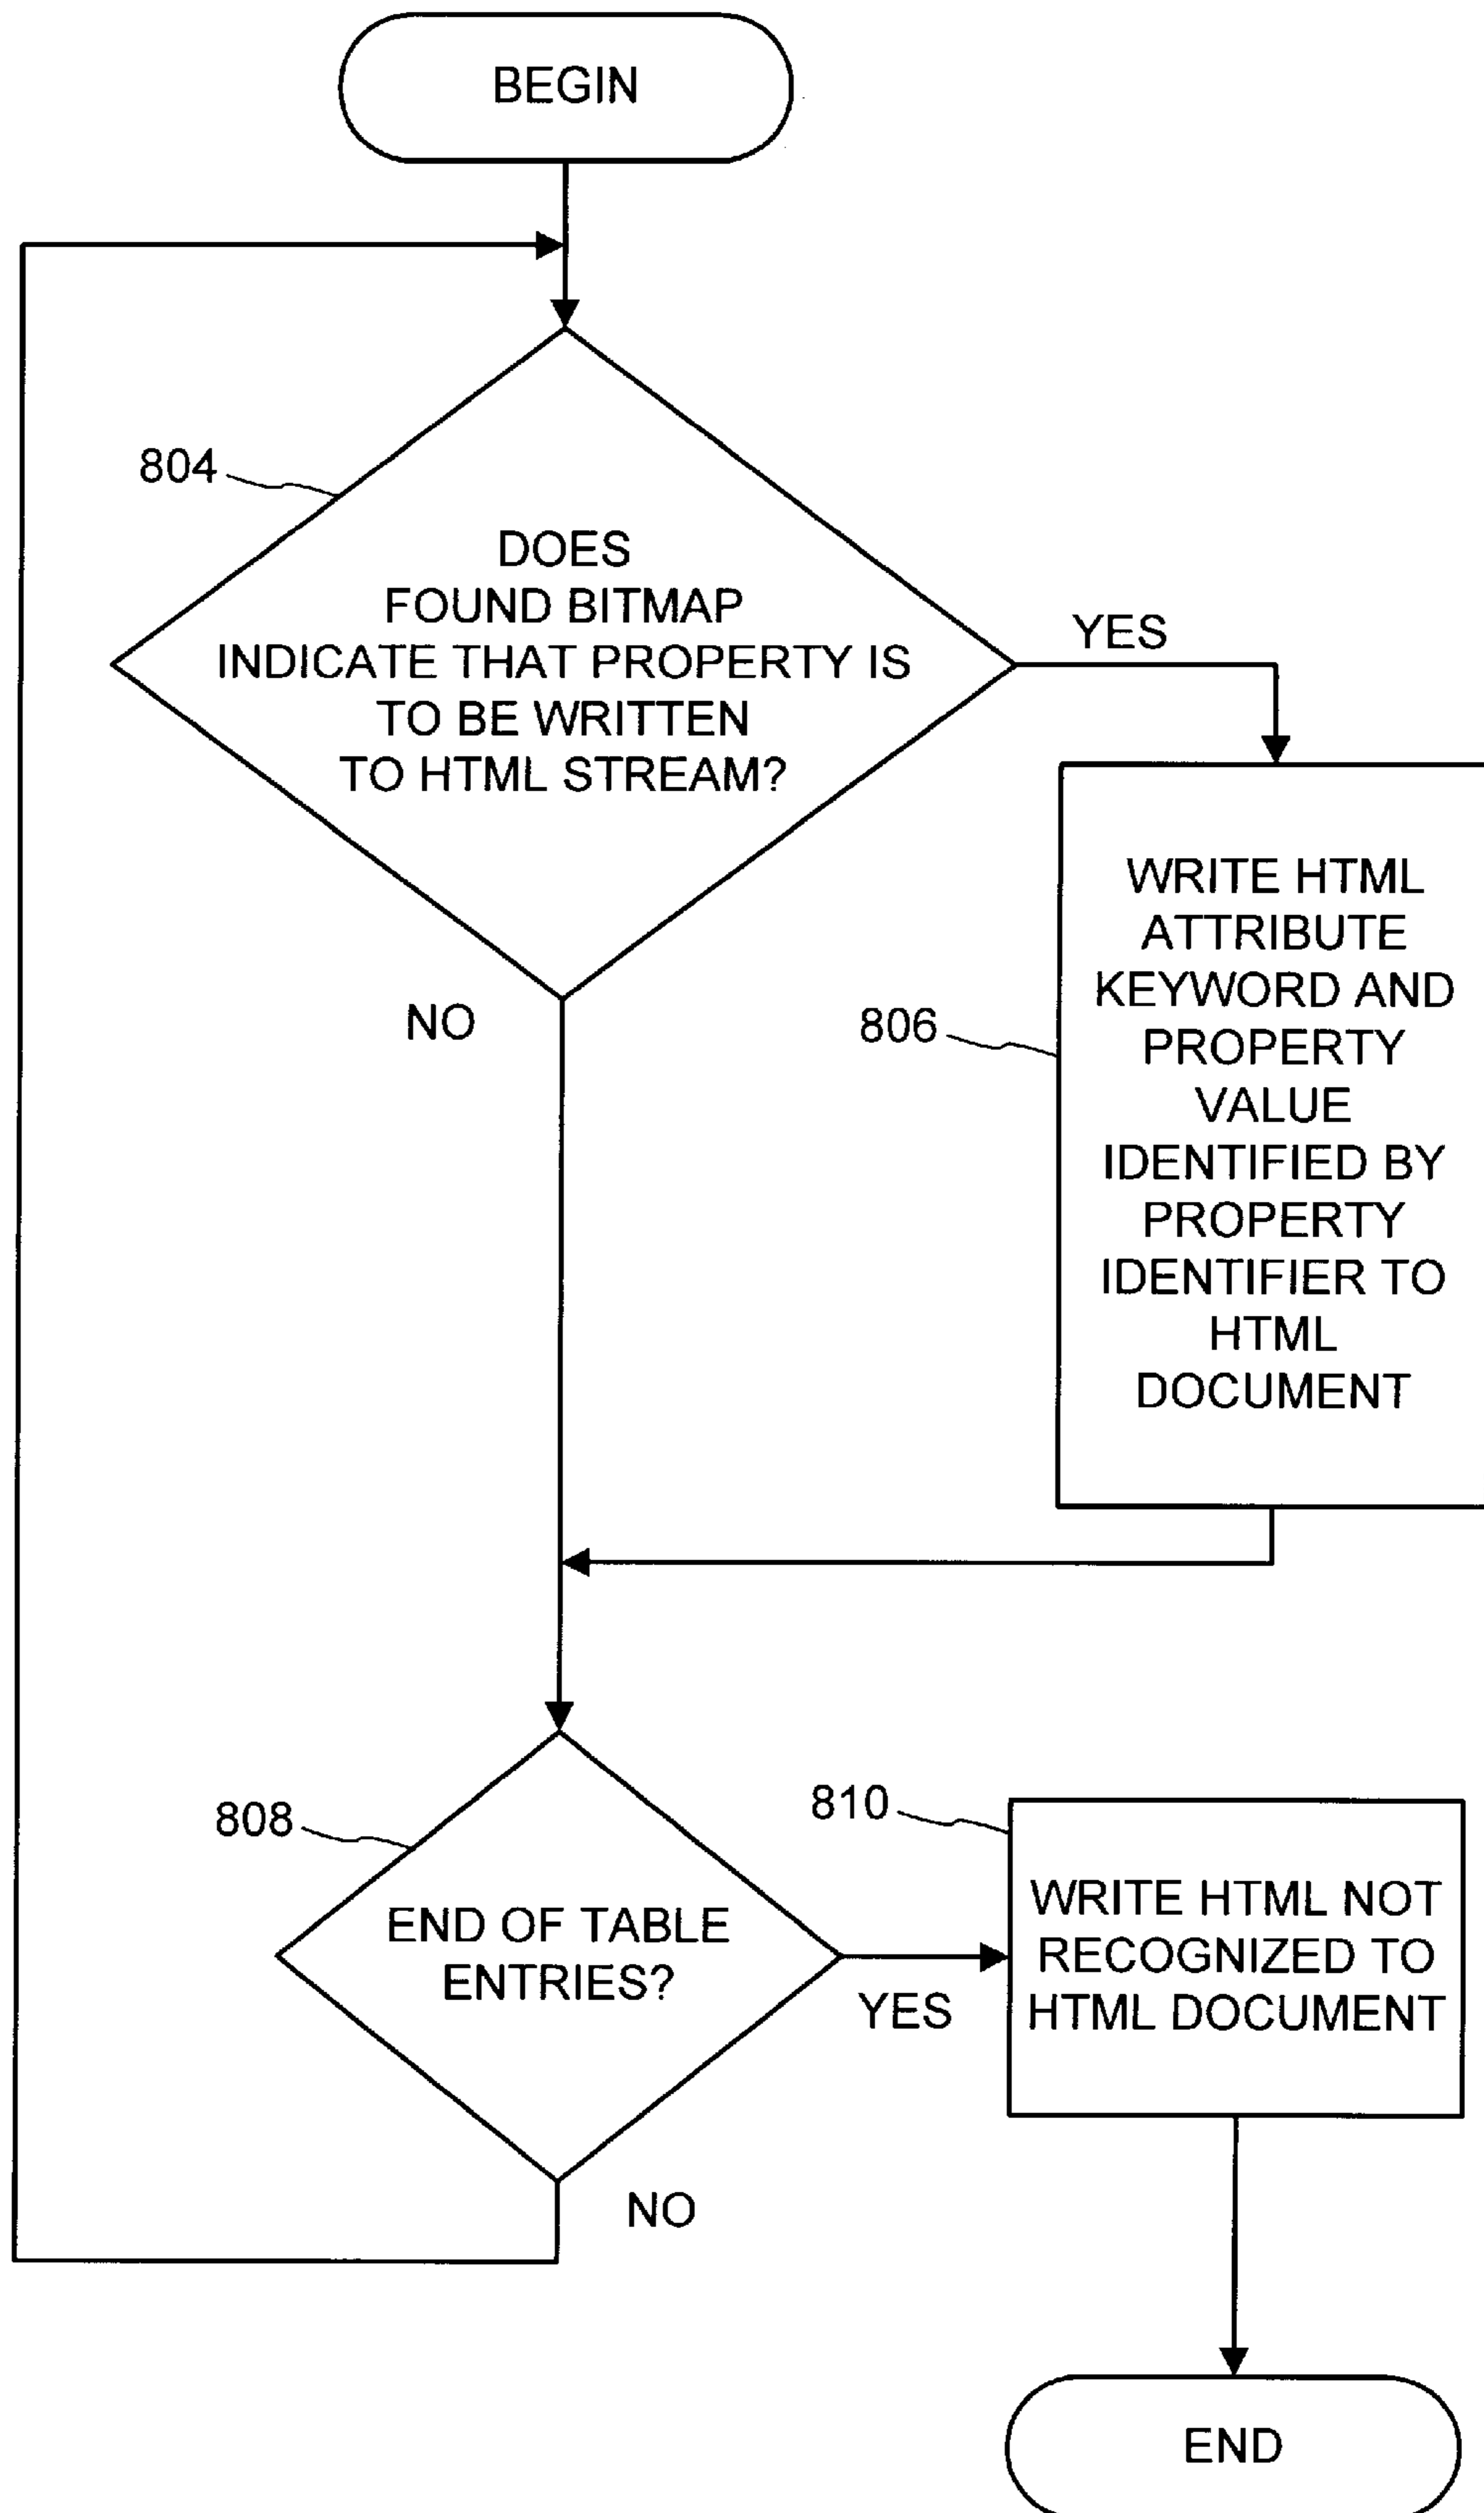 BEGIN
804
DOES
FOUND BITMAP
INDICATE THAT PROPERTY IS
TO BE WRITTEN
TO HTML STREAM?
YES
NO
806
WRITE HTML
ATTRIBUTE
KEYWORD AND
PROPERTY
VALUE
IDENTIFIED BY
PROPERTY
IDENTIFIER TO
HTML
DOCUMENT
808
END OF TABLE
ENTRIES?
YES
NO
810
WRITE HTML NOT
RECOGNIZED TO
HTML DOCUMENT
END